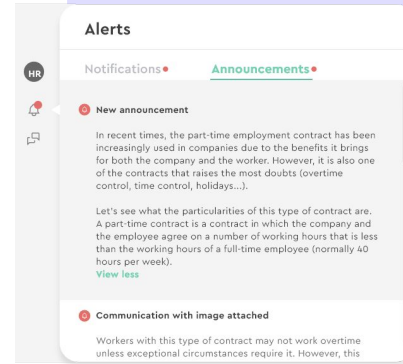 Alerts
HR
Notifications
Announcements
New announcement
In recent times, the part-time employment contract has been
increasingly used in companies due to the benefits it brings
for both the company and the worker. However, it is also one
of the contracts that raises the most doubts (overtime
control, time control, holidays...).
Let's see what the particularities of this type of contract are.
A part-time contract is a contract in which the company and
the employee agree on a number of working hours that is less
than the working hours of a full-time employee (normally 40
hours per week).
View less
Communication with image attached
Workers with this type of contract may not work overtime
unless exceptional circumstances require it. However, this